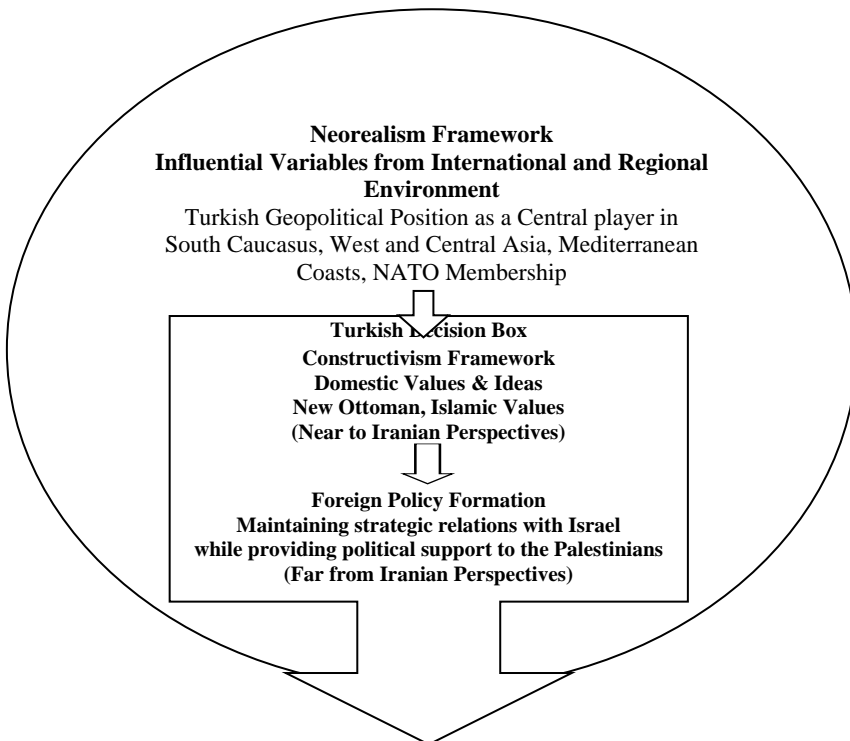 Neorealism Framework
Influential Variables from International and Regional
Environment
Turkish Geopolitical Position as a Central player in
South Caucasus, West and Central Asia, Mediterranean
Coasts, NATO Membership
Turkish Decision Box
Constructivism Framework
Domestic Values & Ideas
New Ottoman, Islamic Values
(Near to Iranian Perspectives)
Foreign Policy Formation
Maintaining strategic relations with Israel
while providing political support to the Palestinians
(Far from Iranian Perspectives)